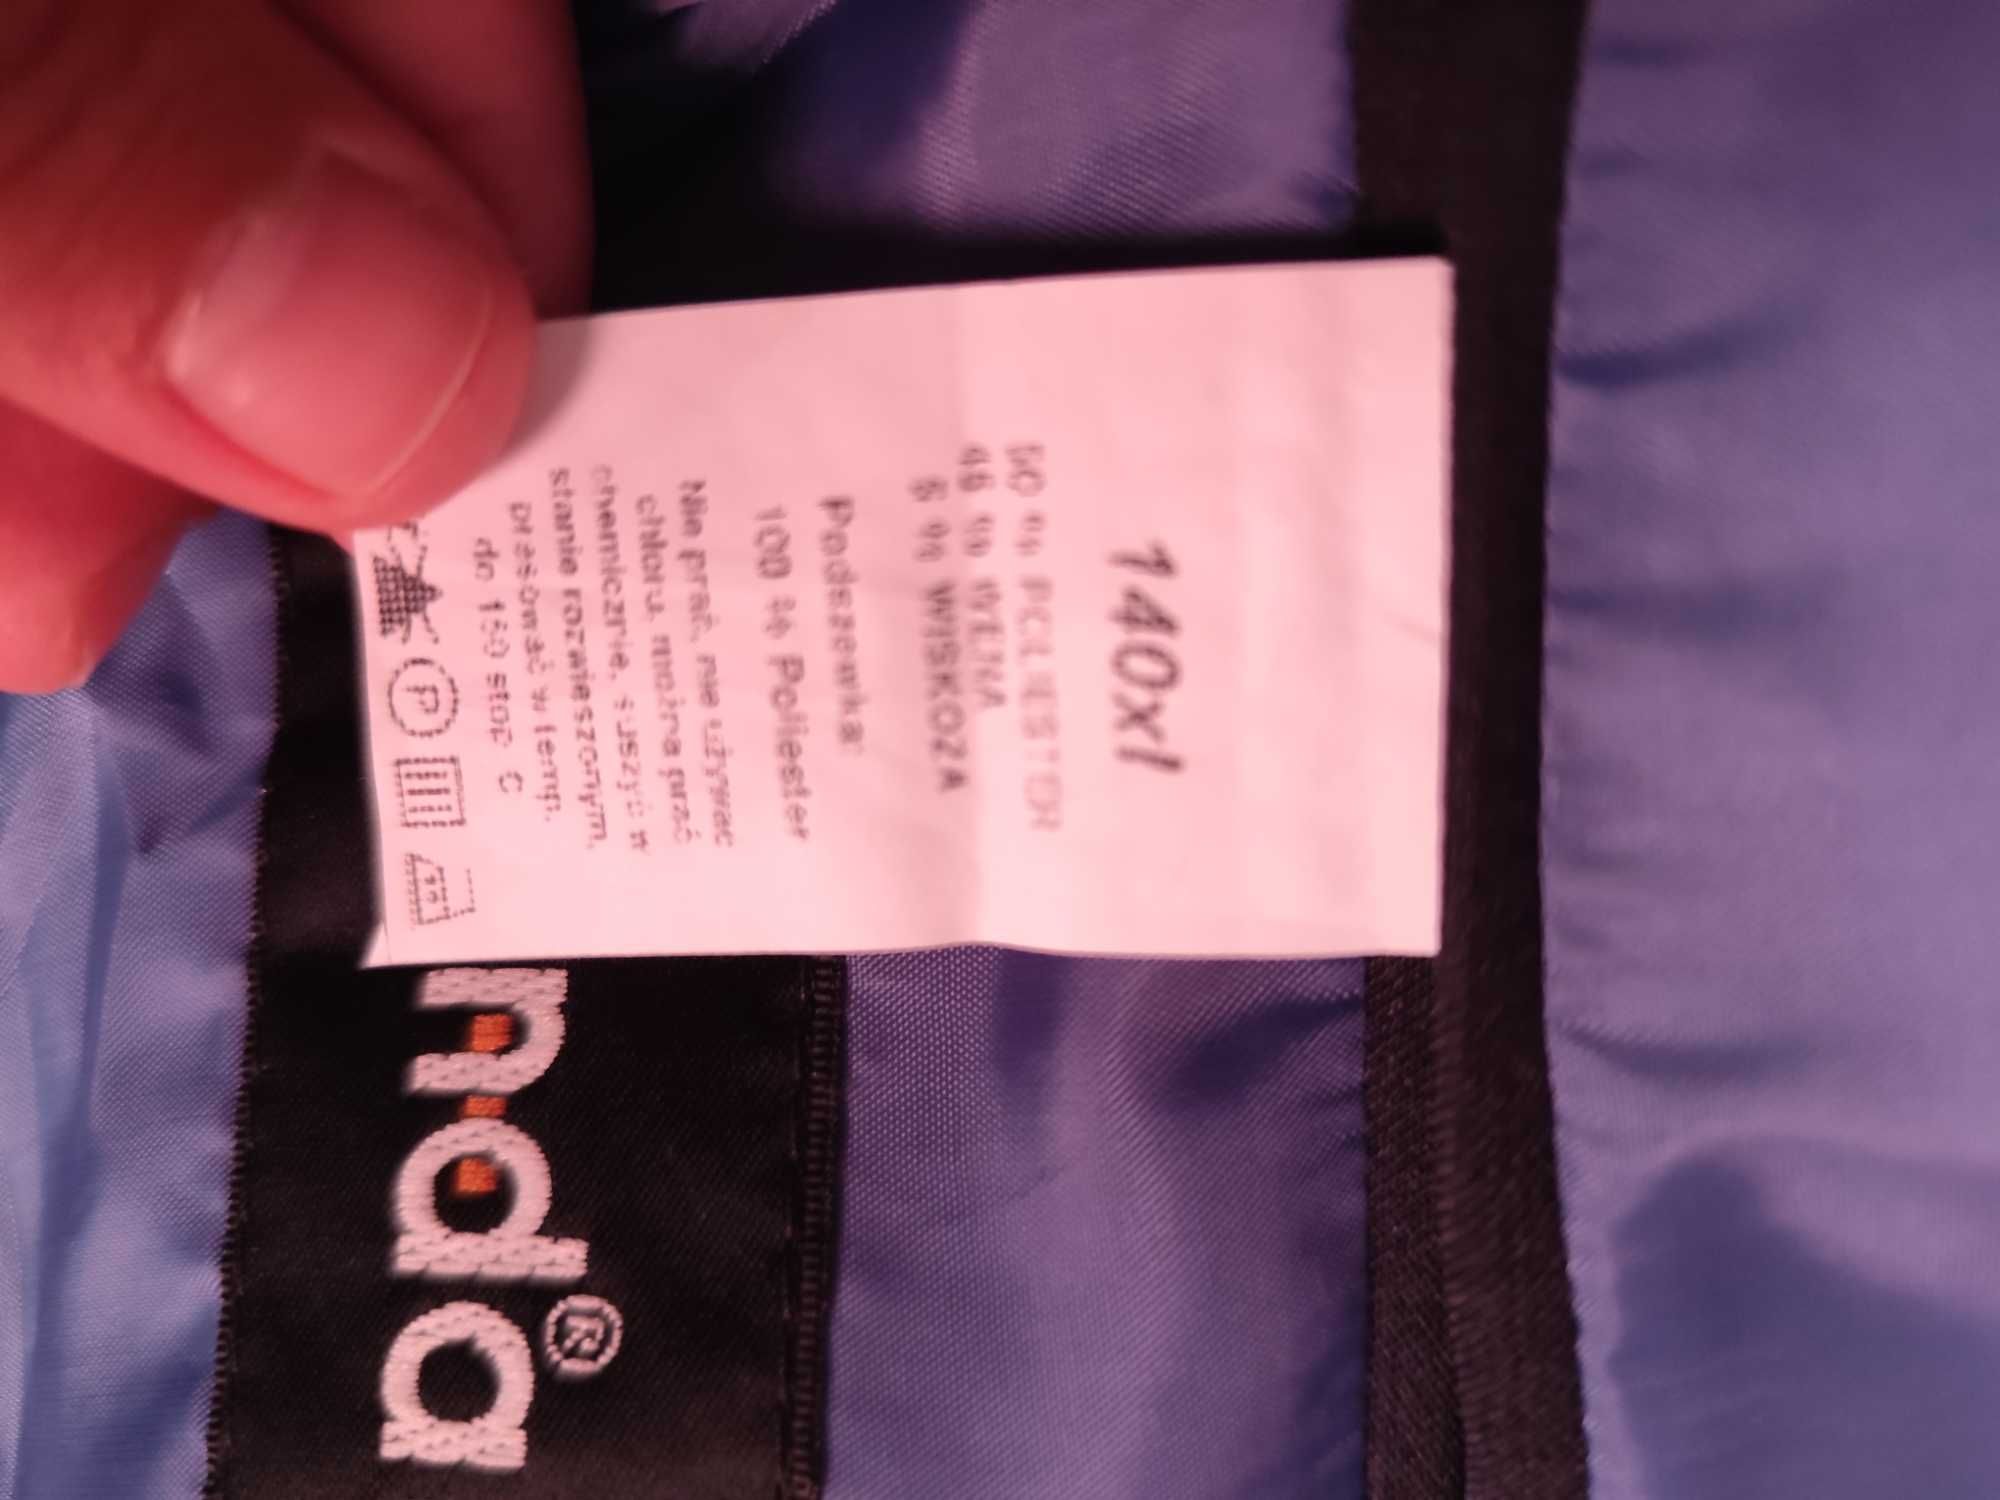 140xl
50 % POLIESTER
45 % WEŁNA
5 % WISKOZA
Podszewka:
100 % Poliester
Nie prać, nie używać
chloru, można prać
chemicznie, suszyć w
stanie rozwieszonym,
prasować w temp.
do 150 stop C
P
nda®